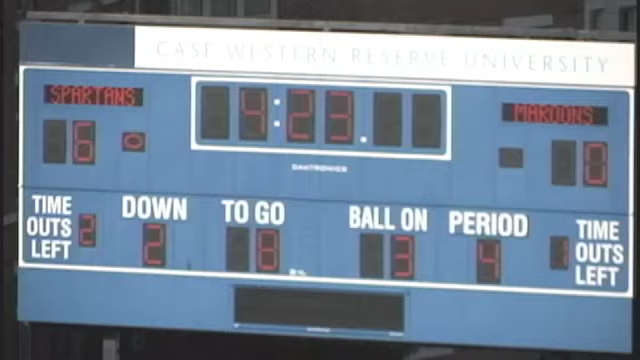 CASE WESTERN RESERVE UNIVERSITY
SPARTANS
4:23.
MAROONS
6
0
DAKTRONICS
TIME
OUTS
LEFT
2
DOWN
2
TO GO
8
BALL ON
3
PERIOD
4
1
TIME
OUTS
LEFT